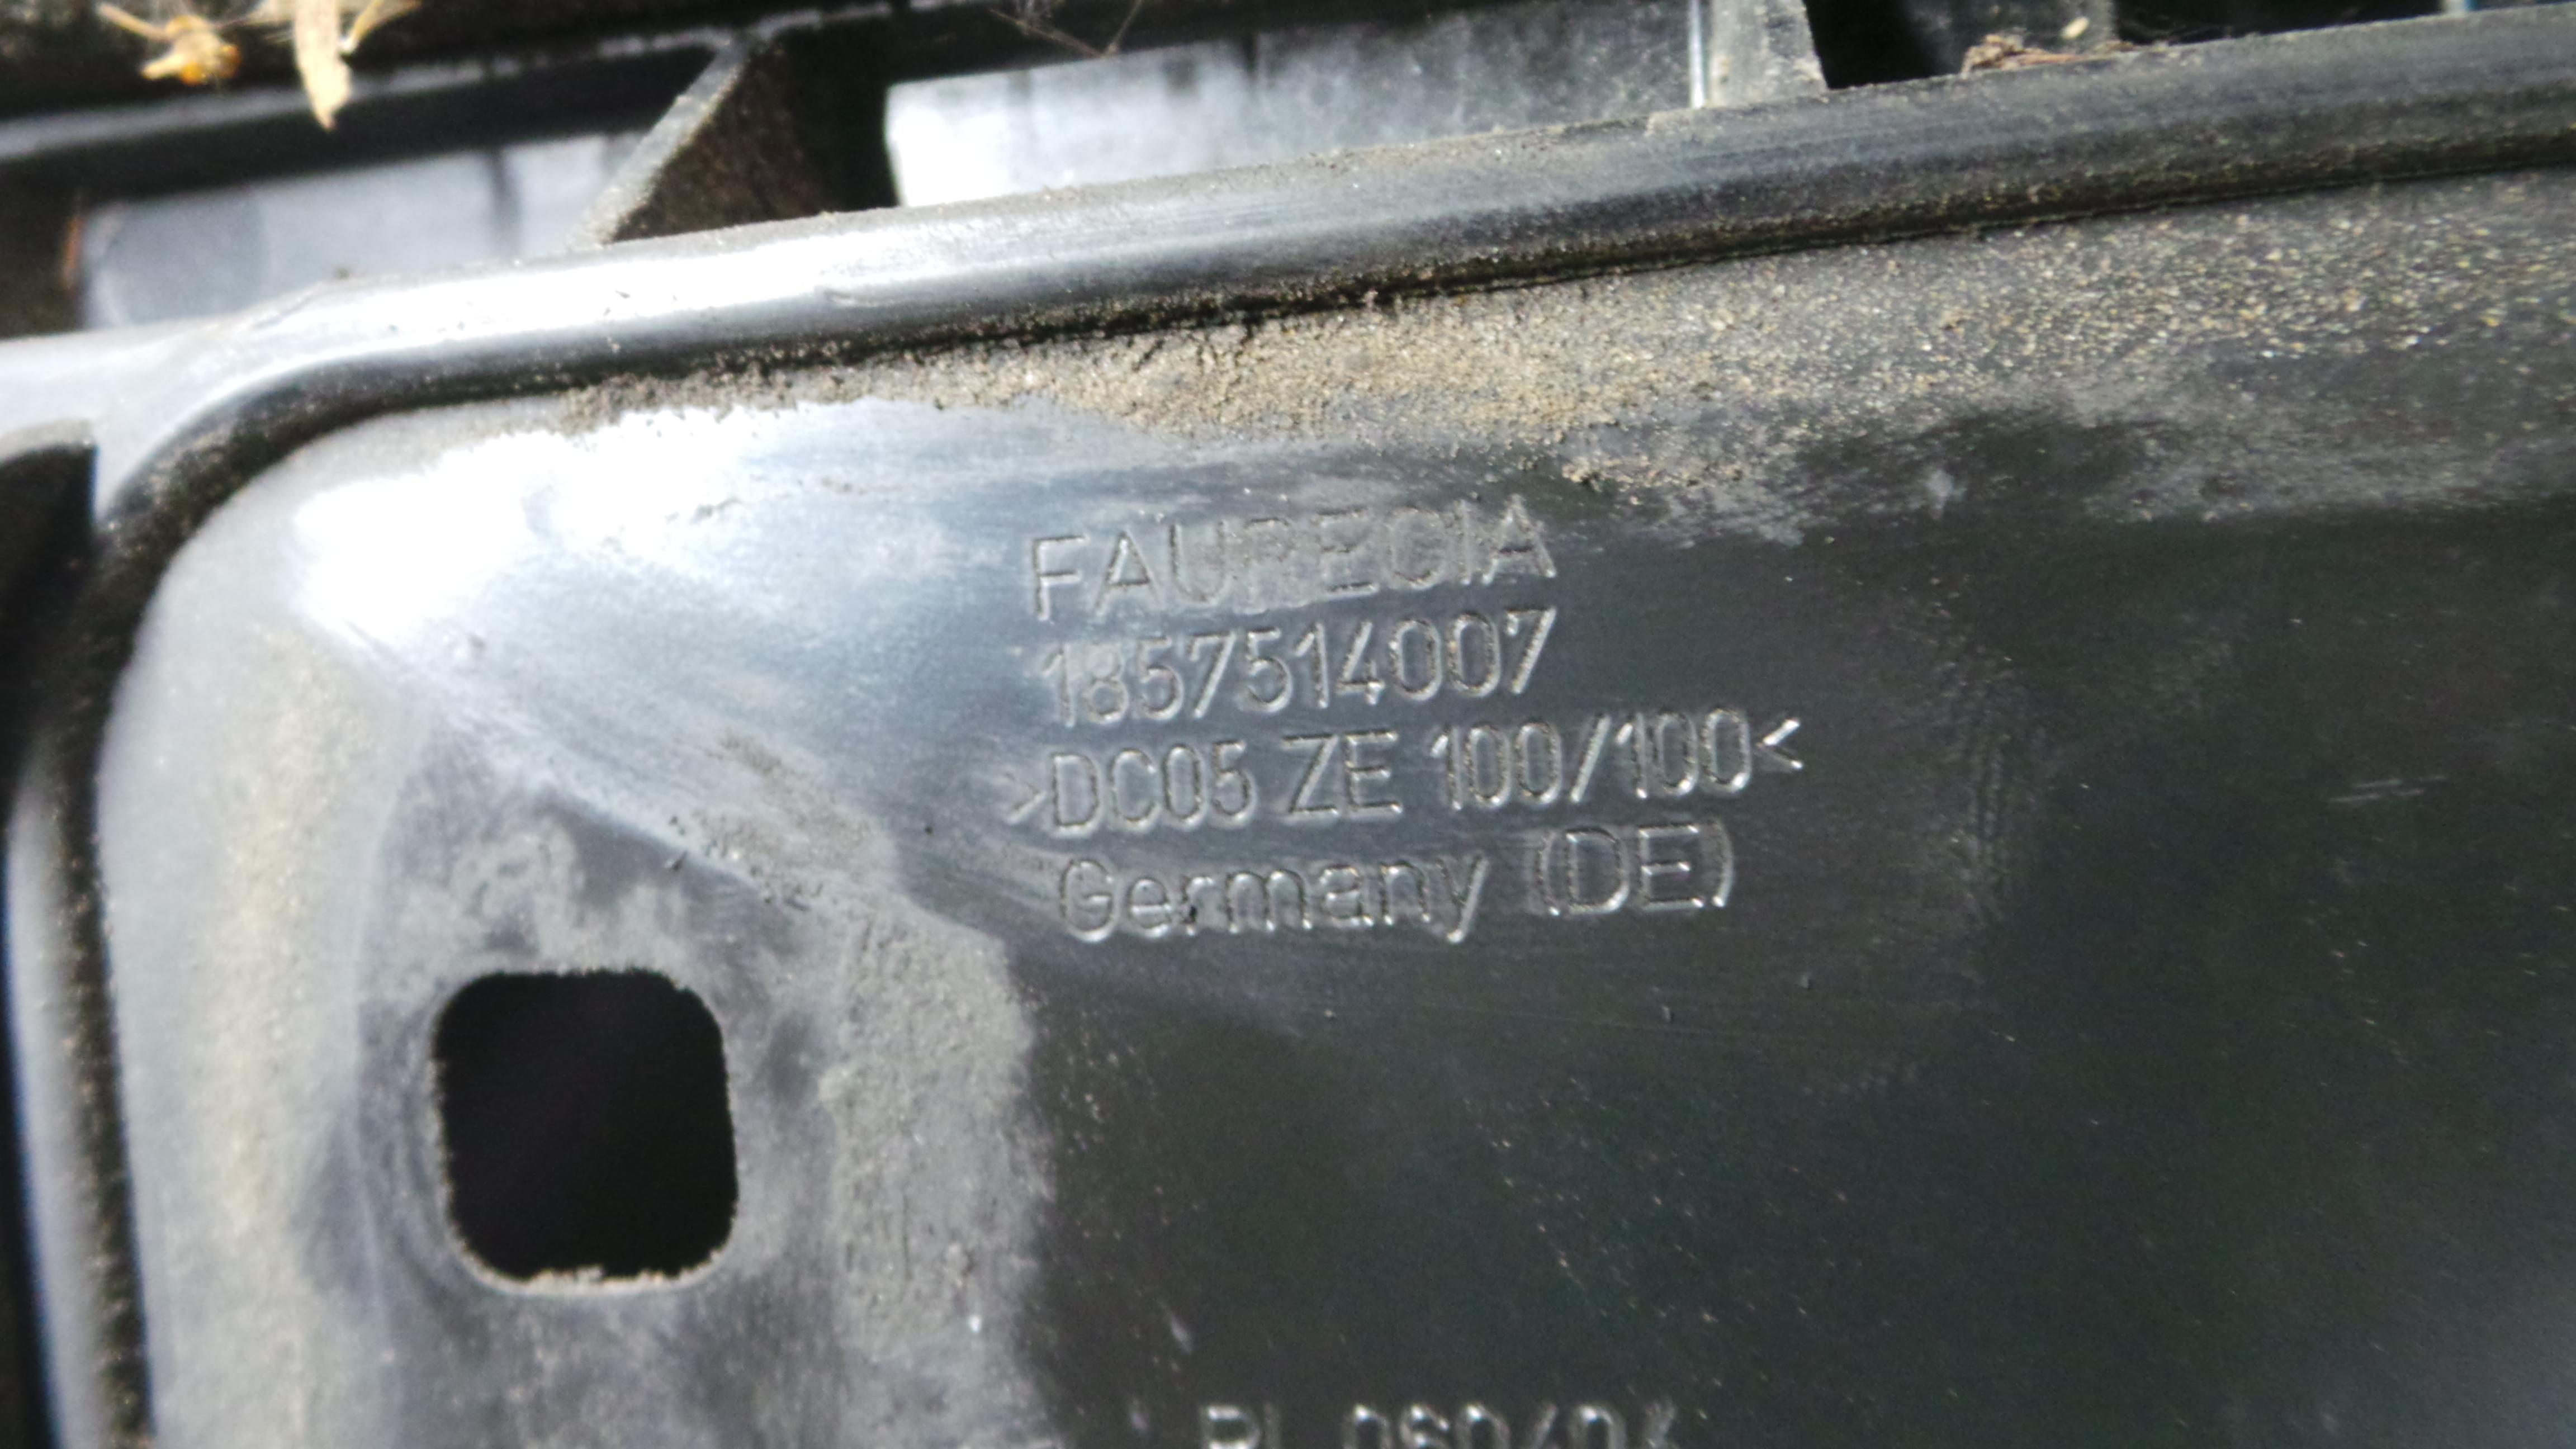 FAURECIA
1857514007
>DC05 ZE 100/100<
Germany (DE)